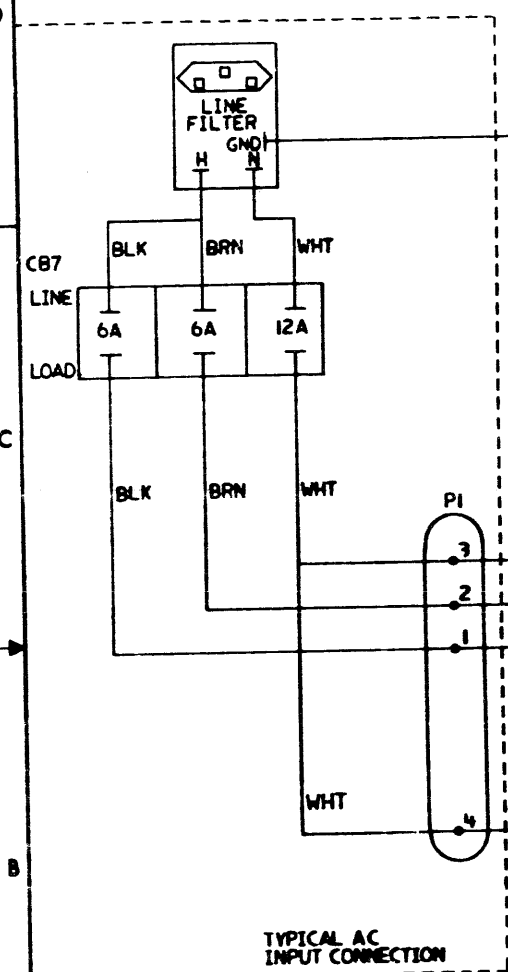 LINE
FILTER
GND
H N
BLK BRN WHT
CB7
LINE
6A 6A 12A
LOAD
C
BLK BRN WHT
P1
3
2
1
WHT
4
B
TYPICAL AC
INPUT CONNECTION